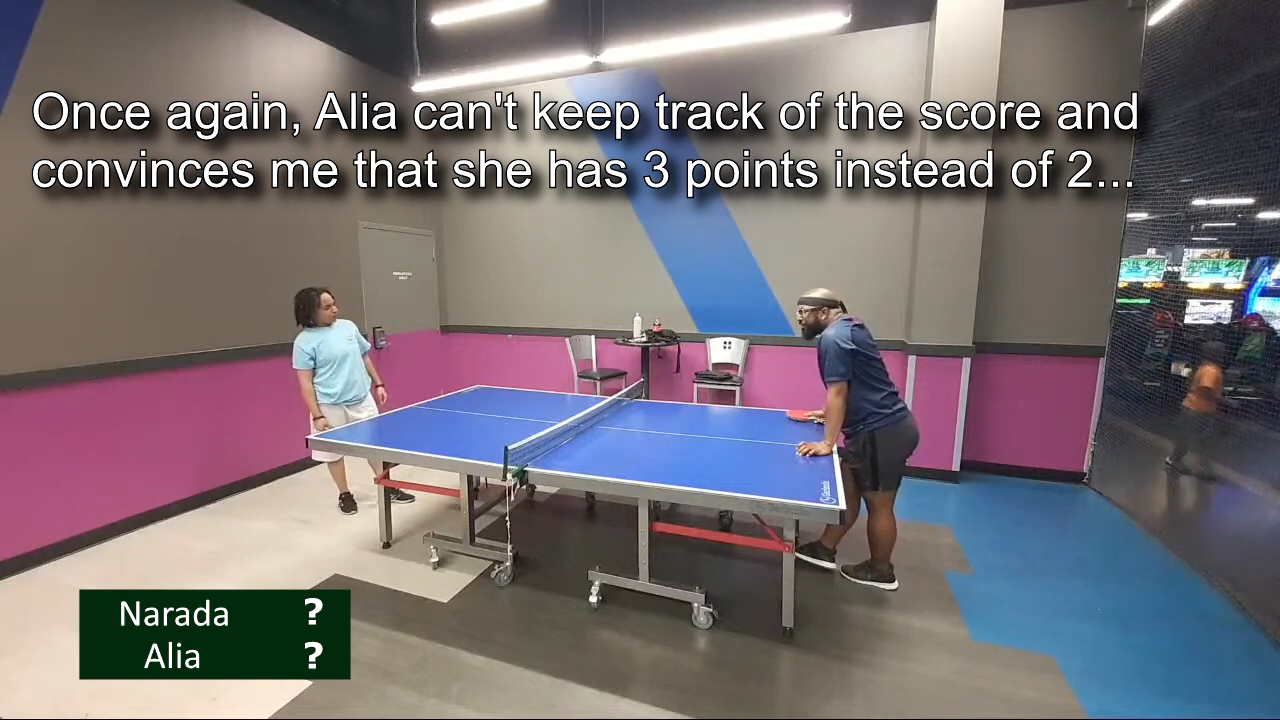 Once again, Alia can't keep track of the score and
convinces me that she has 3 points instead of 2...
Narada ?
Alia ?